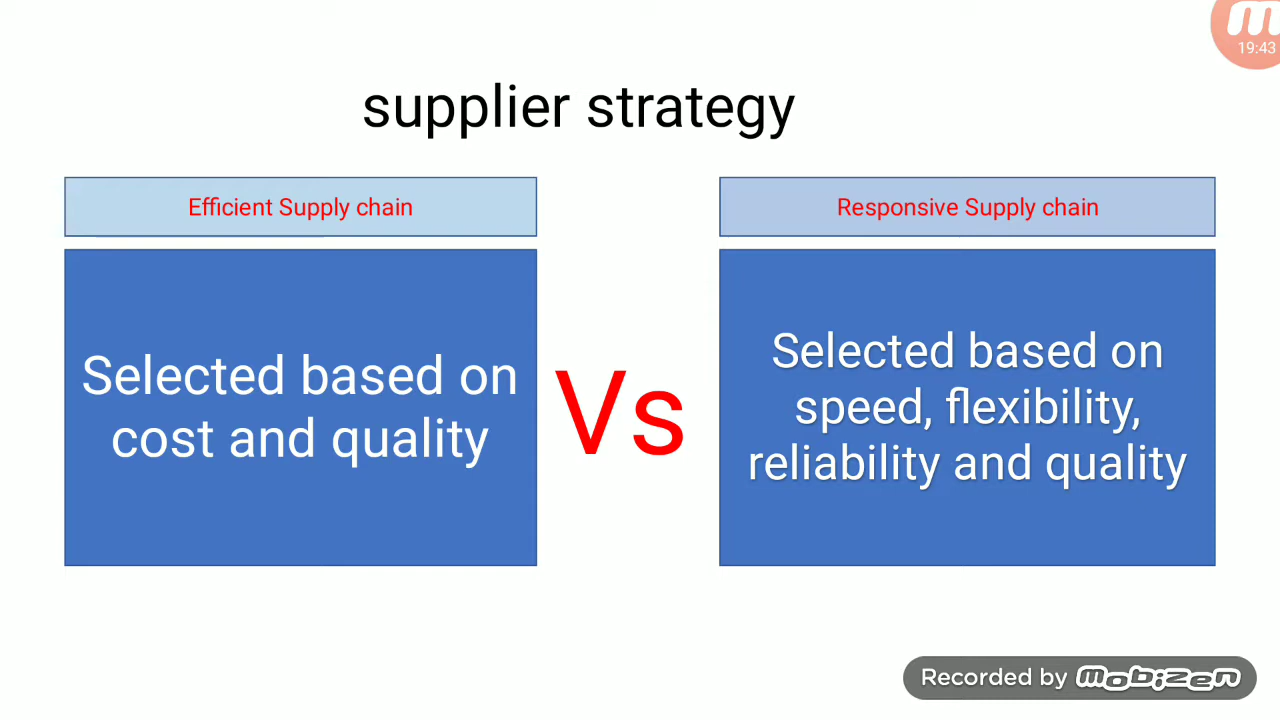 19:43
supplier strategy
Efficient Supply chain
Responsive Supply chain
Selected based on
cost and quality
Vs
Selected based on
speed, flexibility,
reliability and quality
Recorded by mobizen